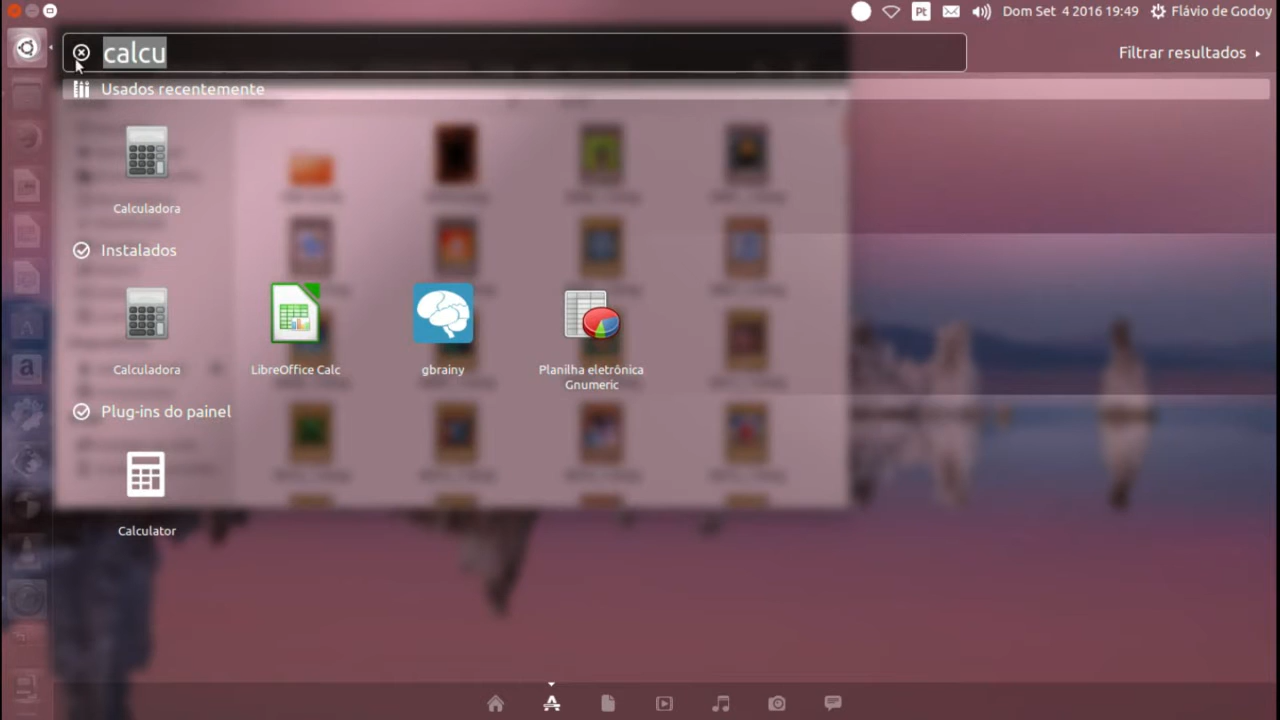 Pt
Dom Set 4 2016 19:49
Flávio de Godoy
calcu
Filtrar resultados
Usados recentemente
Calculadora
Instalados
Calculadora
LibreOffice Calc
gbrainy
Planilha eletrônica
Gnumeric
Plug-ins do painel
Calculator